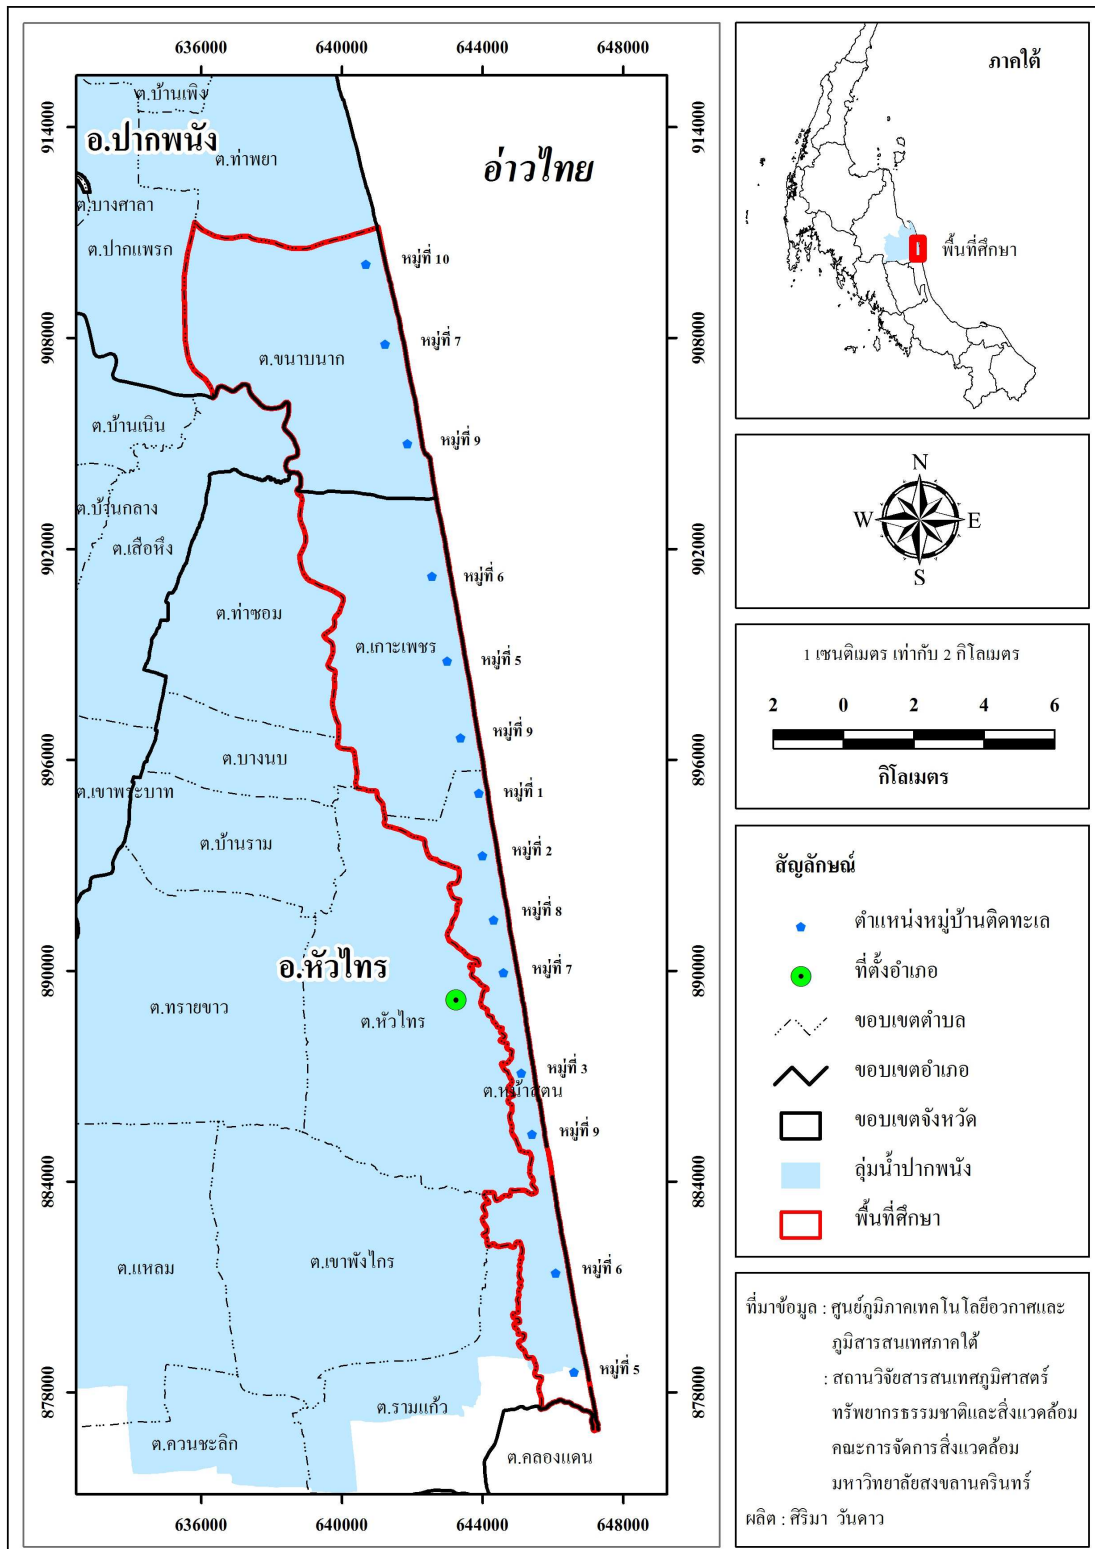 636000
640000
644000
648000
914000
908000
902000
896000
890000
884000
878000
ต.บ้านเพิง
อ.ปากพนัง
ต.ท่าพยา
อ่าวไทย
ต.บางศาลา
ต.ปากแพรก
หมู่ที่ 10
หมู่ที่ 7
ต.ขนาบนาก
ต.บ้านเนิน
หมู่ที่ 9
ต.บ้านกลาง
ต.เสือหึง
หมู่ที่ 6
ต.ท่าซอม
ต.เกาะเพชร
หมู่ที่ 5
หมู่ที่ 9
ต.บางนบ
ต.เขาพระบาท
หมู่ที่ 1
ต.บ้านราม
หมู่ที่ 2
หมู่ที่ 8
อ.หัวไทร
หมู่ที่ 7
ต.ทรายขาว
ต.หัวไทร
หมู่ที่ 3
ต.หน้าสตน
หมู่ที่ 9
ต.แหลม
ต.เขาพังไกร
หมู่ที่ 6
หมู่ที่ 5
ต.รามแก้ว
ต.ควนชะลิก
ต.คลองแดน
914000
908000
902000
896000
890000
884000
878000
636000
640000
644000
648000
ภาคใต้
พื้นที่ศึกษา
N
W
E
S
1 เซนติเมตร เท่ากับ 2 กิโลเมตร
2 0 2 4 6
กิโลเมตร
สัญลักษณ์
ตำแหน่งหมู่บ้านติดทะเล
ที่ตั้งอำเภอ
ขอบเขตตำบล
ขอบเขตอำเภอ
ขอบเขตจังหวัด
ลุ่มน้ำปากพนัง
พื้นที่ศึกษา
ที่มาข้อมูล : ศูนย์ภูมิภาคเทคโนโลยีอวกาศและ
ภูมิสารสนเทศภาคใต้
: สถานวิจัยสารสนเทศภูมิศาสตร์
ทรัพยากรธรรมชาติและสิ่งแวดล้อม
คณะการจัดการสิ่งแวดล้อม
มหาวิทยาลัยสงขลานครินทร์
ผลิต : ศิริมา วันดาว